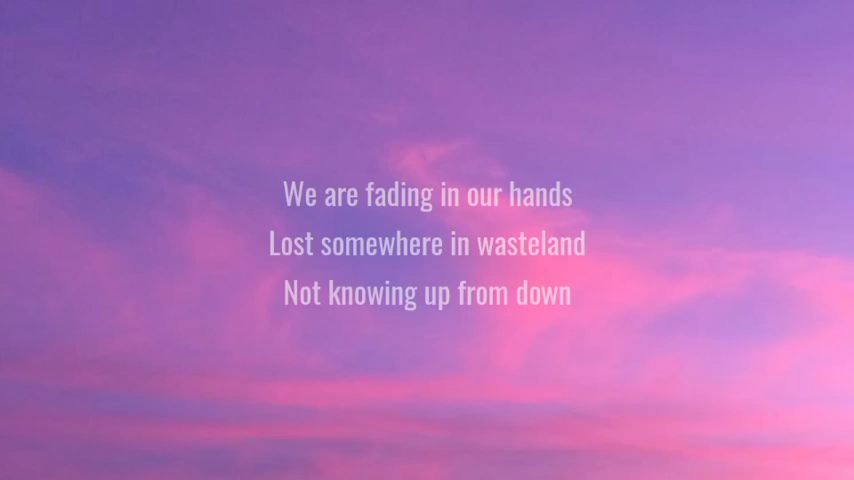 We are fading in our hands
Lost somewhere in wasteland
Not knowing up from down